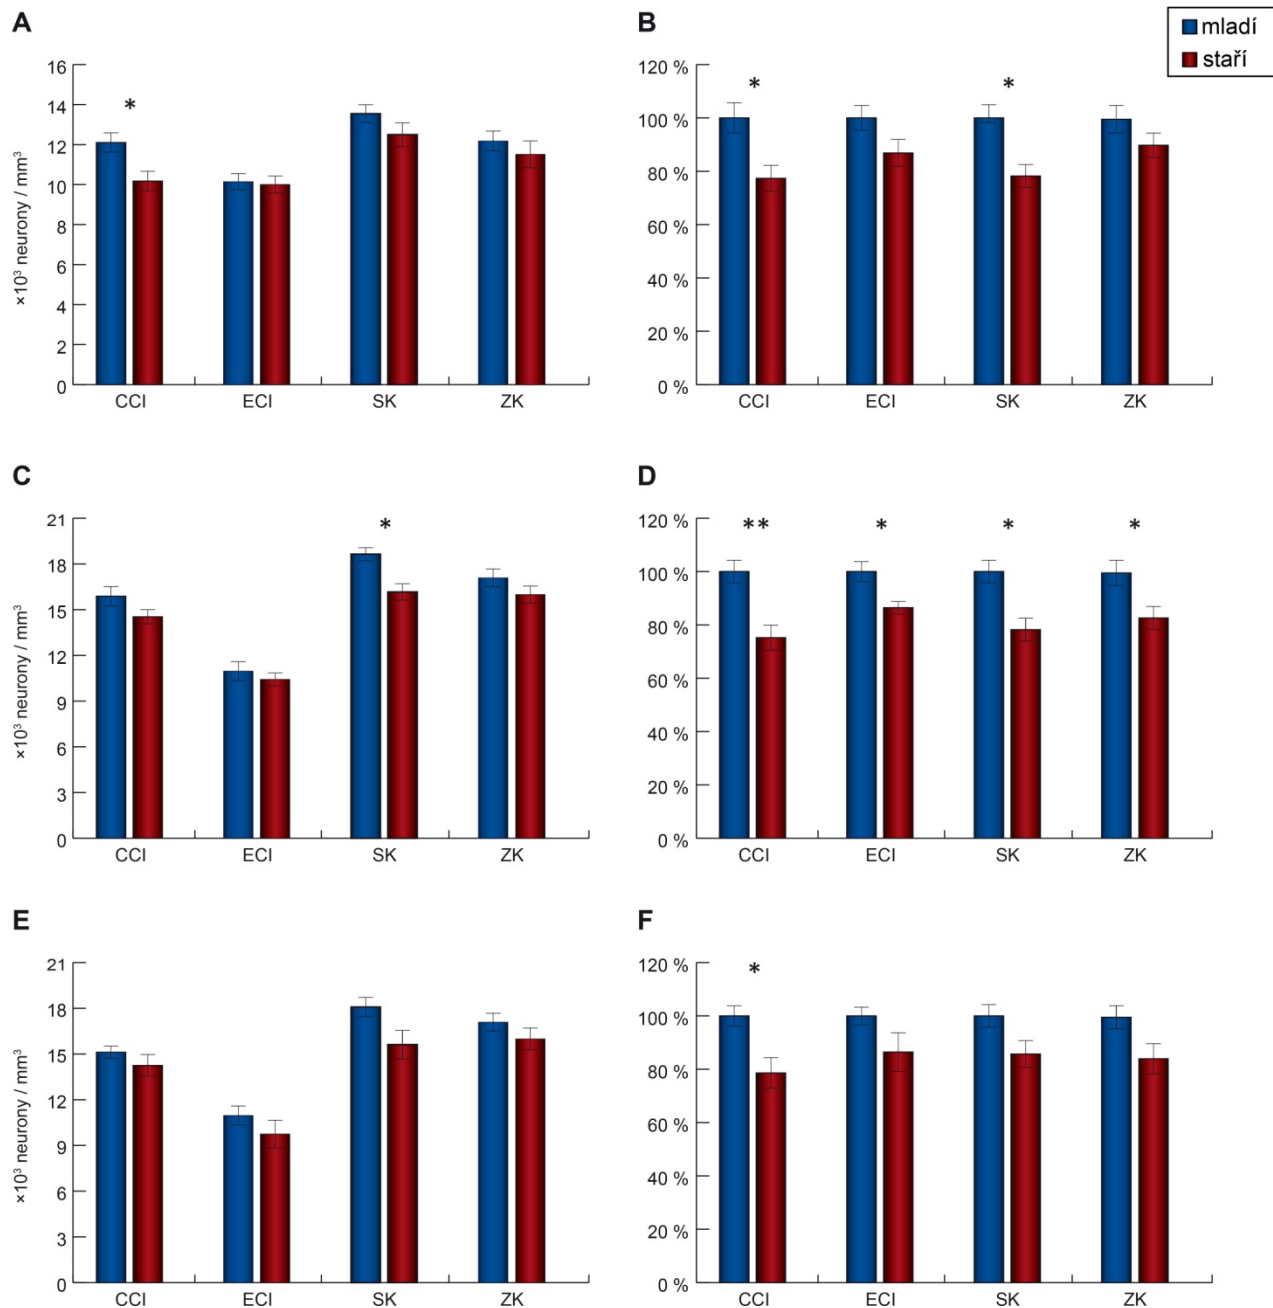 A
16
14
12
10
8
6
4
2
0
×10³ neurony / mm³
*
CCI ECI SK ZK
B
mladí
staří
120 %
100 %
80 %
60 %
40 %
20 %
0 %
* *
CCI ECI SK ZK
C
21
18
15
12
9
6
3
0
×10³ neurony / mm³
*
CCI ECI SK ZK
D
120 %
100 %
80 %
60 %
40 %
20 %
0 %
** * * *
CCI ECI SK ZK
E
21
18
15
12
9
6
3
0
×10³ neurony / mm³
CCI ECI SK ZK
F
120 %
100 %
80 %
60 %
40 %
20 %
0 %
*
CCI ECI SK ZK